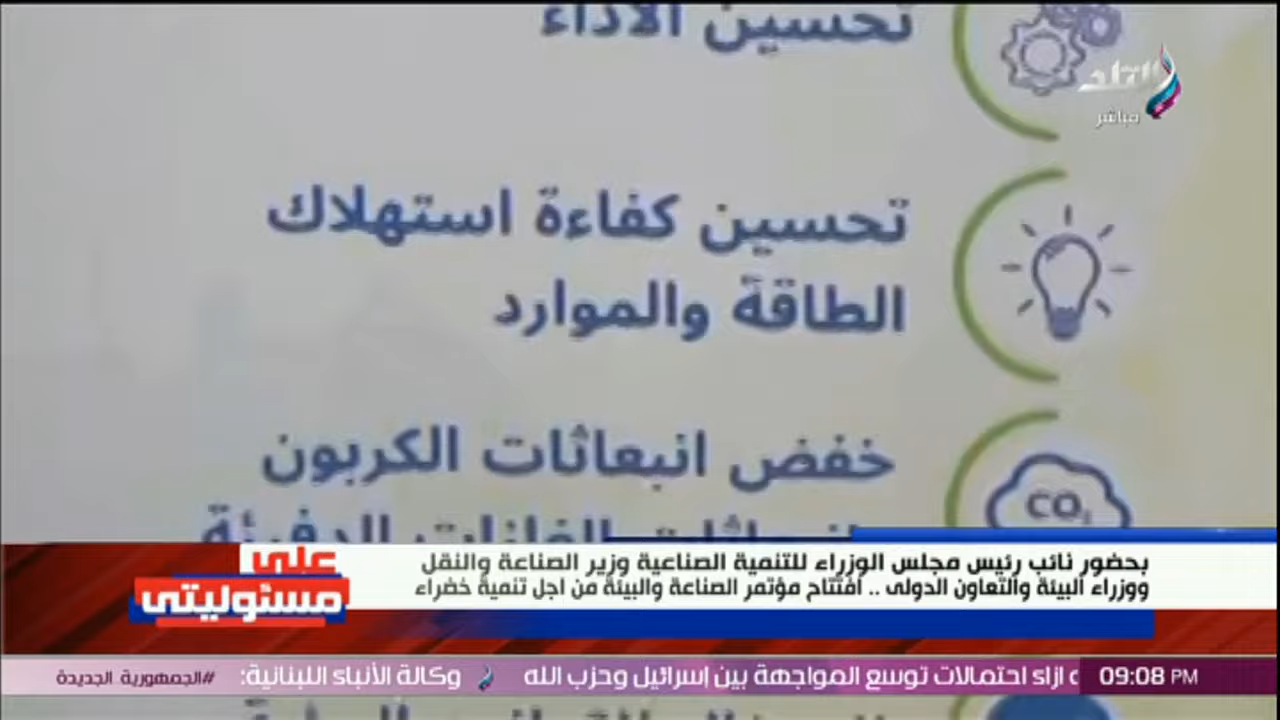 تحسين الأداء
البلد
مباشر
تحسين كفاءة استهلاك
الطاقة والموارد
خفض انبعاثات الكربون
CO₂
على
مسئوليتى
بحضور نائب رئيس مجلس الوزراء للتنمية الصناعية وزير الصناعة والنقل
ووزراء البيئة والتعاون الدولى .. افتتاح مؤتمر الصناعة والبيئة من اجل تنمية خضراء
09:08 PM
ازاء احتمالات توسع المواجهة بين إسرائيل وحزب الله وكالة الأنباء اللبنانية:
#الجمهورية الجديدة